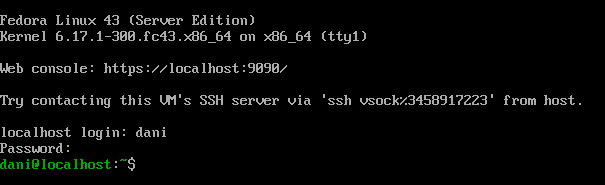 Fedora Linux 43 (Server Edition)
Kernel 6.17.1-300.fc43.x86_64 on x86_64 (tty1)
Web console: https://localhost:9090/
Try contacting this VM's SSH server via 'ssh vsock%3458917223' from host.
localhost login: dani
Password:
dani@localhost:~$